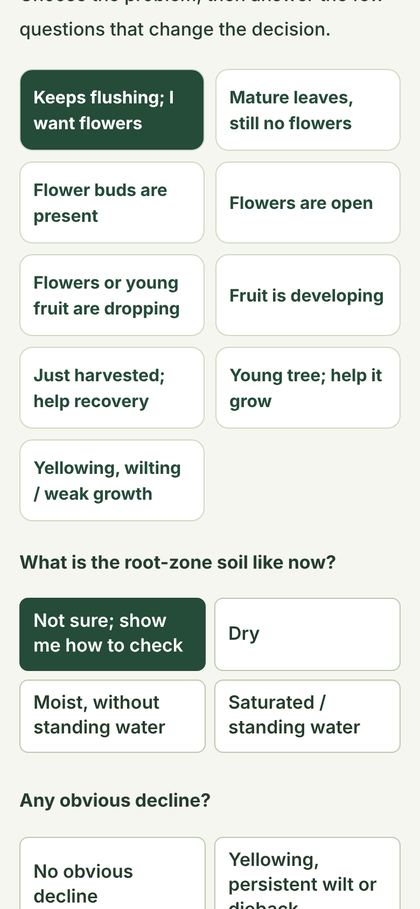 questions that change the decision.
Keeps flushing; I
want flowers
Mature leaves,
still no flowers
Flower buds are
present
Flowers are open
Flowers or young
fruit are dropping
Fruit is developing
Just harvested;
help recovery
Young tree; help it
grow
Yellowing, wilting
/ weak growth
What is the root-zone soil like now?
Not sure; show
me how to check
Dry
Moist, without
standing water
Saturated /
standing water
Any obvious decline?
No obvious
decline
Yellowing,
persistent wilt or
dieback